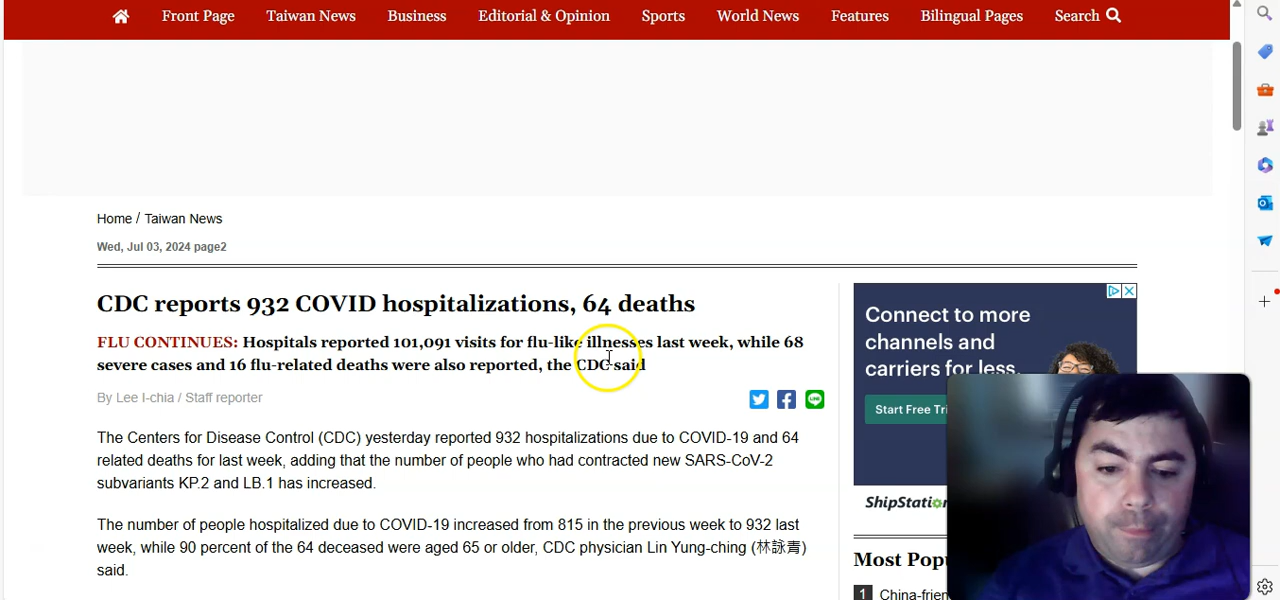 Front Page Taiwan News Business Editorial & Opinion Sports World News Features Bilingual Pages Search
Home / Taiwan News
Wed, Jul 03, 2024 page2
CDC reports 932 COVID hospitalizations, 64 deaths
FLU CONTINUES: Hospitals reported 101,091 visits for flu-like illnesses last week, while 68
severe cases and 16 flu-related deaths were also reported, the CDC said
By Lee I-chia / Staff reporter
LINE
The Centers for Disease Control (CDC) yesterday reported 932 hospitalizations due to COVID-19 and 64
related deaths for last week, adding that the number of people who had contracted new SARS-CoV-2
subvariants KP.2 and LB.1 has increased.
The number of people hospitalized due to COVID-19 increased from 815 in the previous week to 932 last
week, while 90 percent of the 64 deceased were aged 65 or older, CDC physician Lin Yung-ching (林詠青)
said.
Connect to more
channels and
carriers for less.
Start Free Tri
ShipStation
Most Pop
1 China-frien